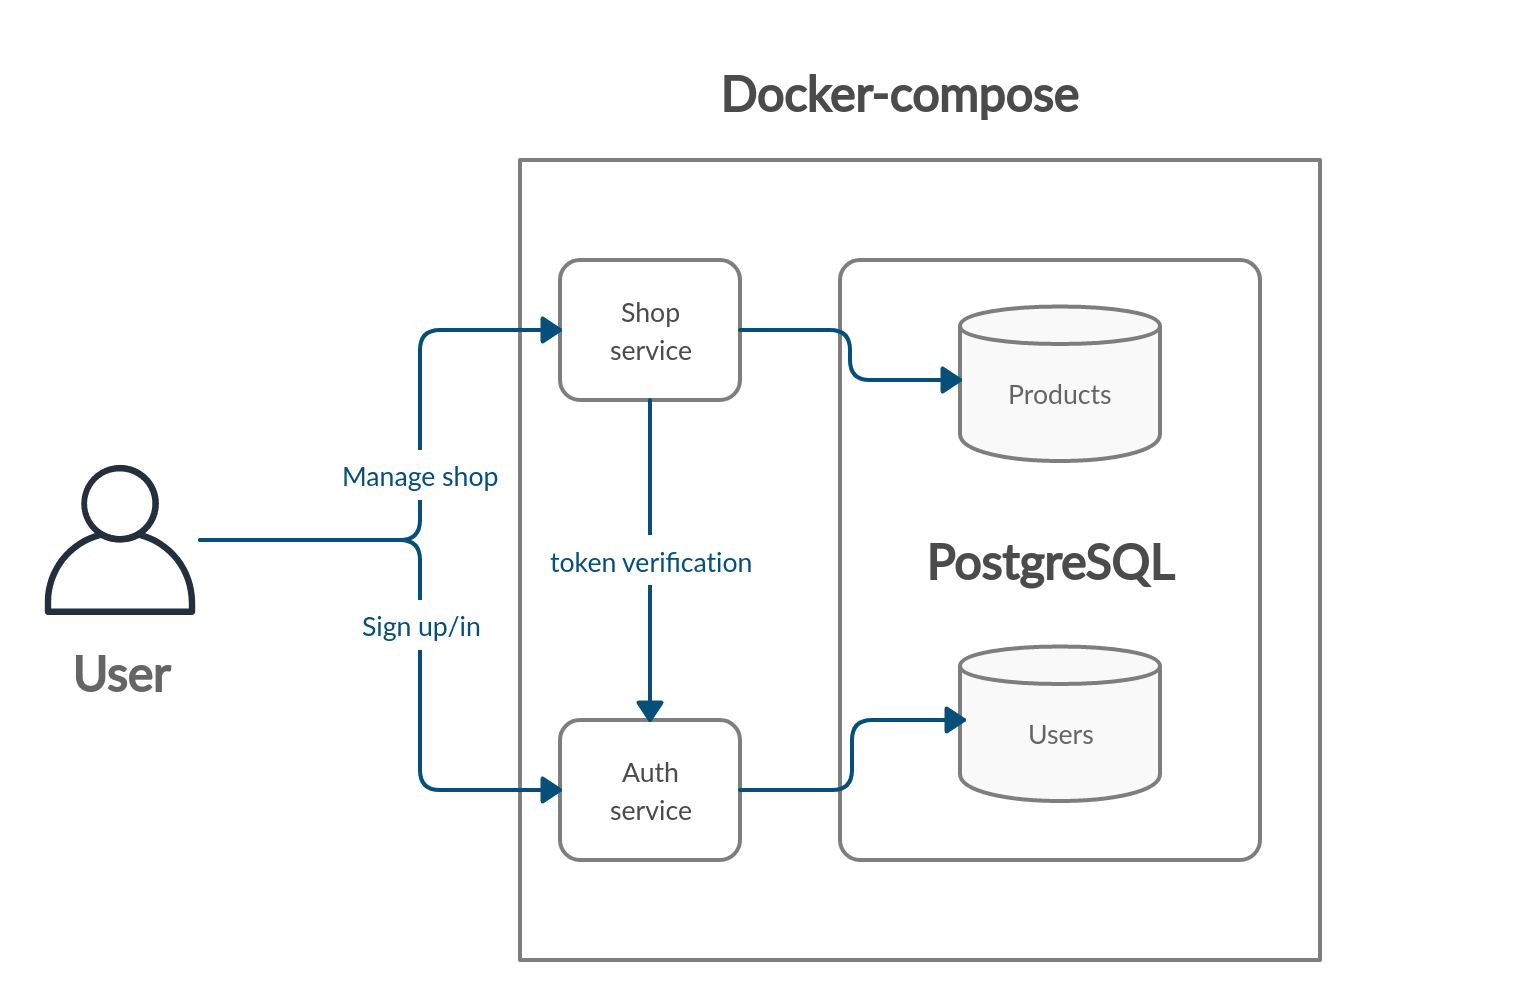 Docker-compose
Shop
service
Products
Manage shop
token verification
PostgreSQL
Sign up/in
User
Users
Auth
service